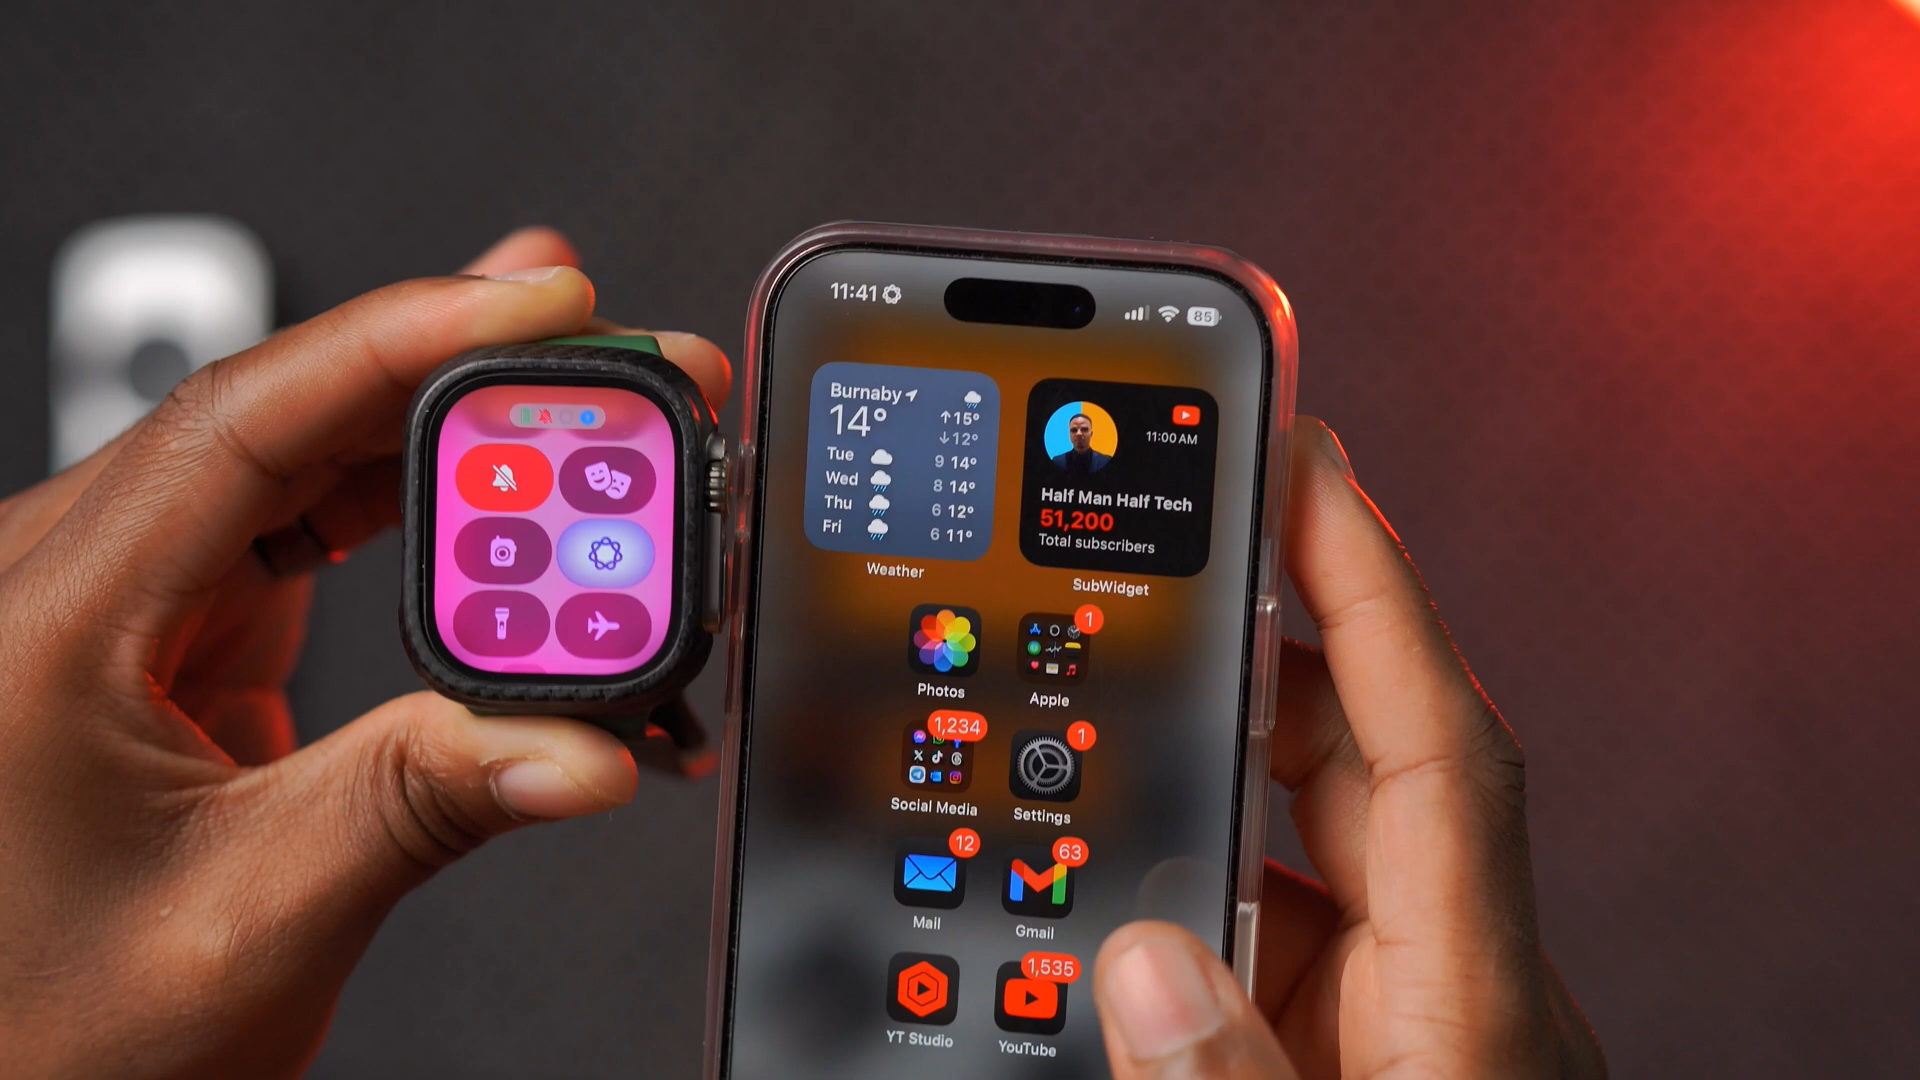 11:41
85
Burnaby
14°
↑15°
↓12°
Tue 9 14°
Wed 8 14°
Thu 6 12°
Fri 6 11°
Weather
11:00 AM
Half Man Half Tech
51,200
Total subscribers
SubWidget
Photos
1
Apple
1,234
Social Media
1
Settings
12
Mail
63
Gmail
YT Studio
1,535
YouTube